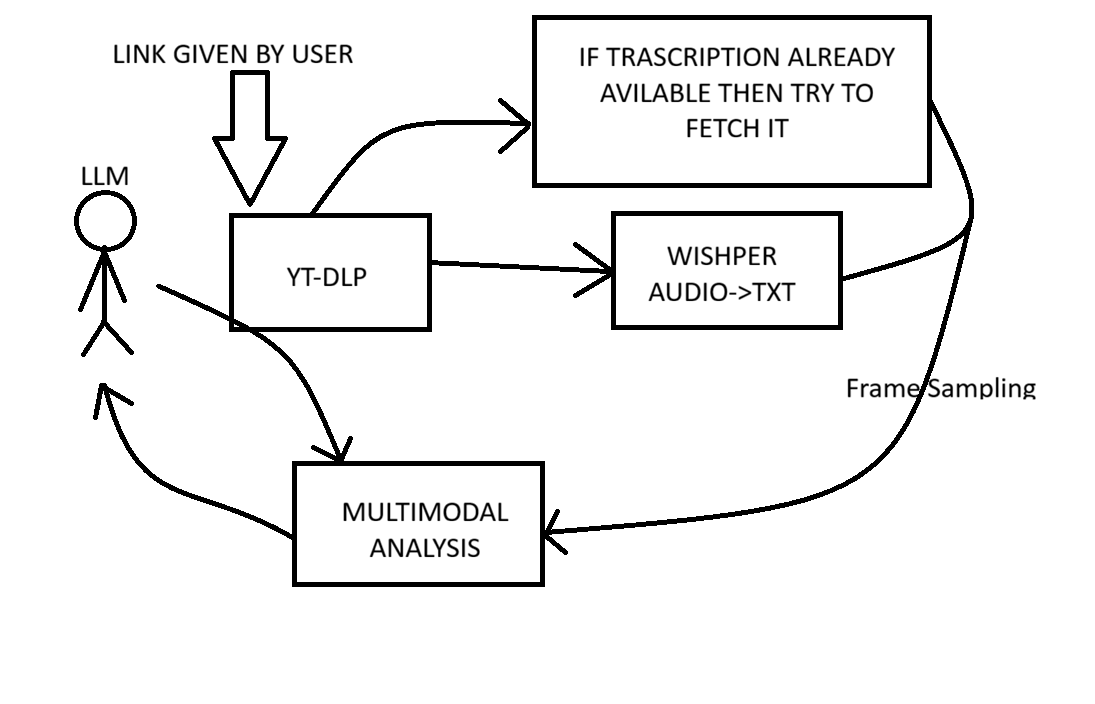 LINK GIVEN BY USER
IF TRASCRIPTION ALREADY
AVILABLE THEN TRY TO
FETCH IT
LLM
YT-DLP
WISHPER
AUDIO->TXT
Frame Sampling
MULTIMODAL
ANALYSIS